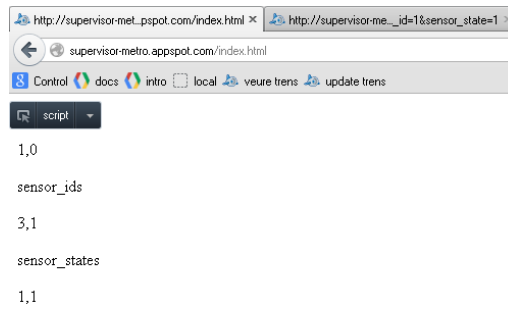 http://supervisor-met...pspot.com/index.html × http://supervisor-me..._id=1&sensor_state=1 ×
supervisor-metro.appspot.com/index.html
8 Control docs intro local veure trens update trens
script
1,0
sensor_ids
3,1
sensor_states
1,1